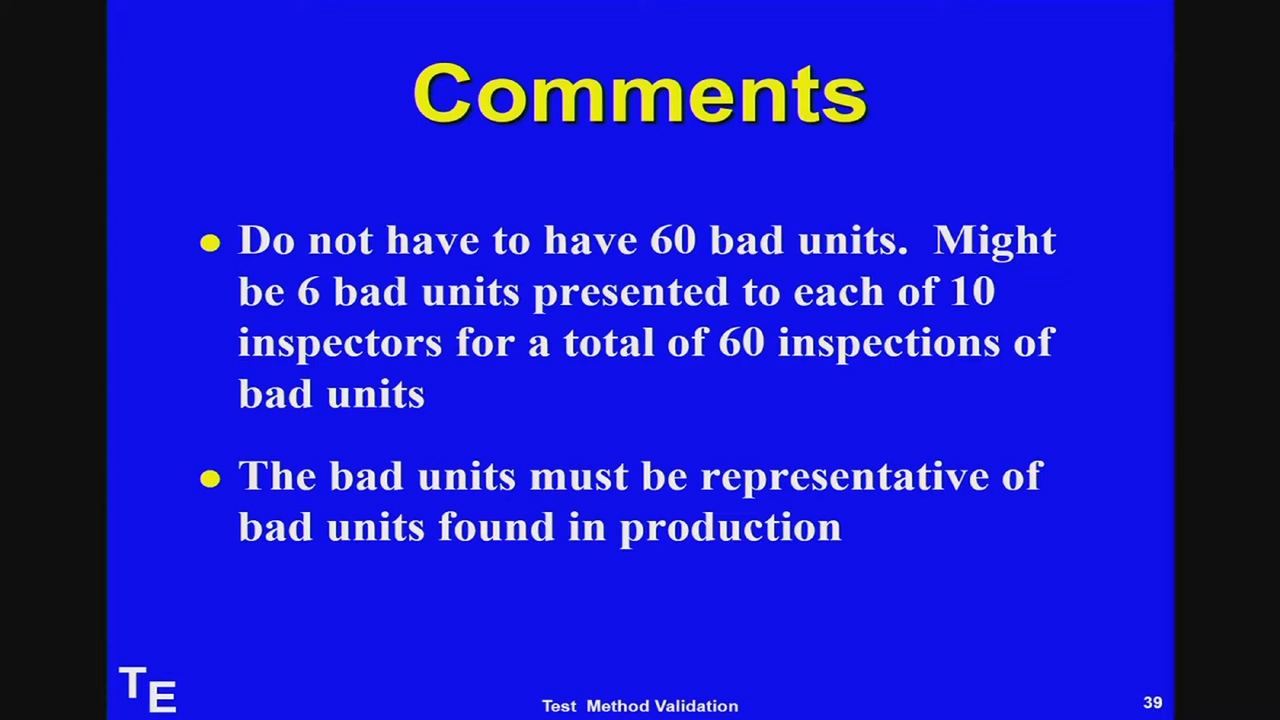 Comments
Do not have to have 60 bad units. Might
be 6 bad units presented to each of 10
inspectors for a total of 60 inspections of
bad units
The bad units must be representative of
bad units found in production
TE
Test Method Validation
39